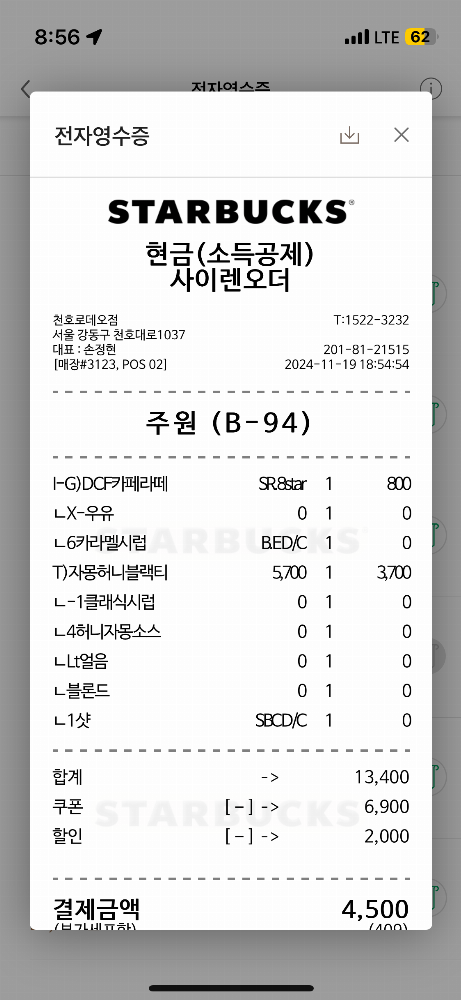 8:56 LTE 62
전자영수증
전자영수증
STARBUCKS
현금(소득공제)
사이렌오더
천호로데오점 T:1522-3232
서울 강동구 천호대로1037
대표 : 손정현 201-81-21515
[매장#3123, POS 02] 2024-11-19 18:54:54
주원 (B-94)
I-G)DCF카페라떼 SR.8star 1 800
ㄴX-우유 0 1 0
ㄴ6카라멜시럽 B.ED/C 1 0
T)자몽허니블랙티 5,700 1 3,700
ㄴ-1클래식시럽 0 1 0
ㄴ4허니자몽소스 0 1 0
ㄴLt얼음 0 1 0
ㄴ블론드 0 1 0
ㄴ1샷 SBCD/C 1 0
합계 -> 13,400
쿠폰 [-] -> 6,900
할인 [-] -> 2,000
결제금액 4,500
(부가세포함) (409)